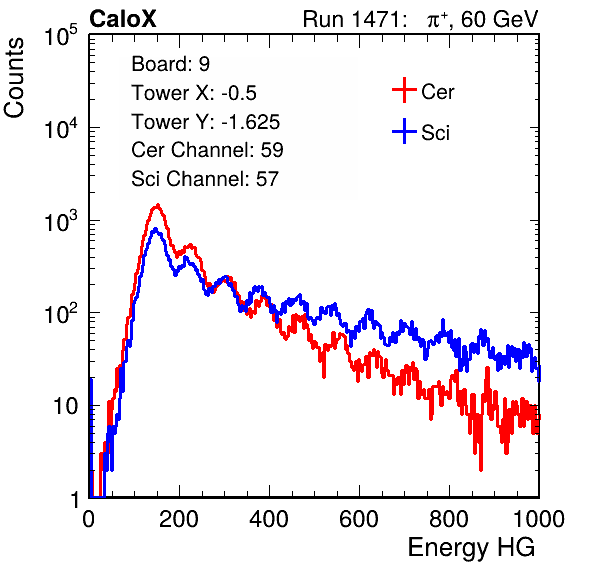 CaloX Run 1471: π⁺, 60 GeV
Board: 9
Tower X: -0.5
Tower Y: -1.625
Cer Channel: 59
Sci Channel: 57
Cer
Sci
Counts
10⁵
10⁴
10³
10²
10
1
0 200 400 600 800 1000
Energy HG